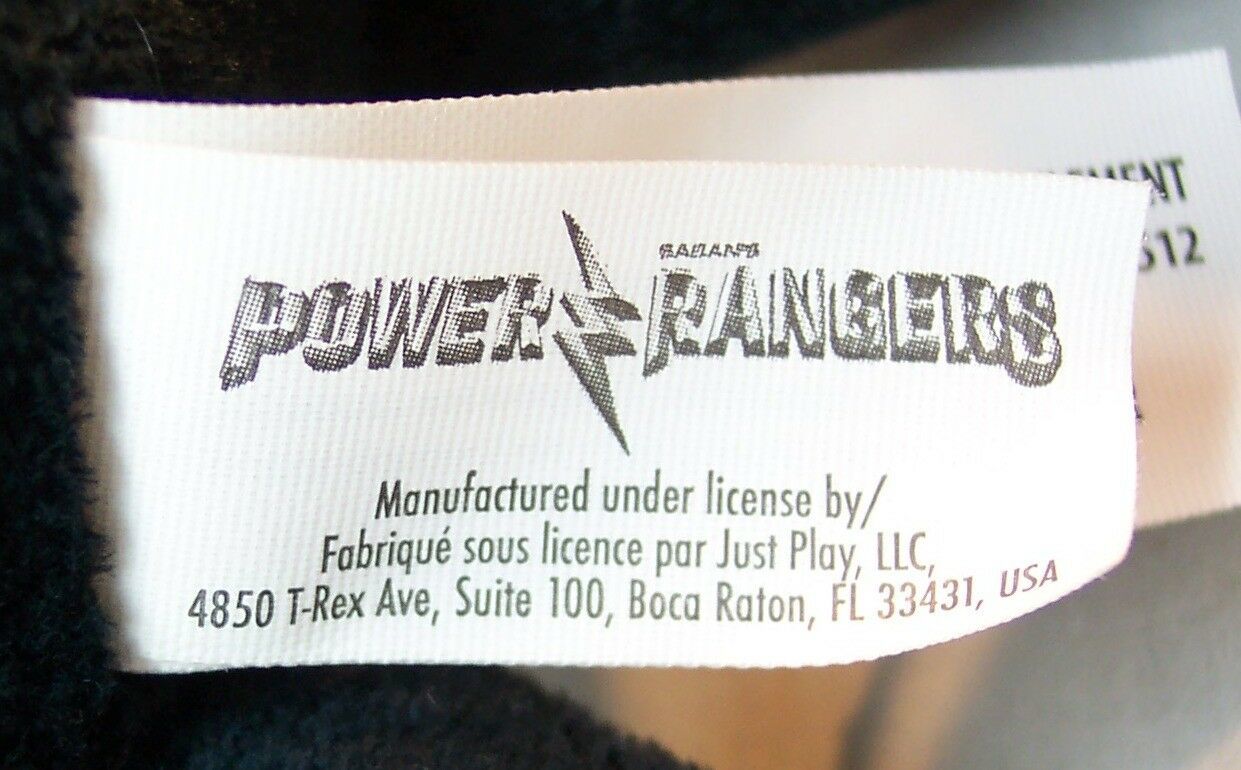 SABAN'S
POWER RANGERS
Manufactured under license by/
Fabriqué sous licence par Just Play, LLC,
4850 T-Rex Ave, Suite 100, Boca Raton, FL 33431, USA